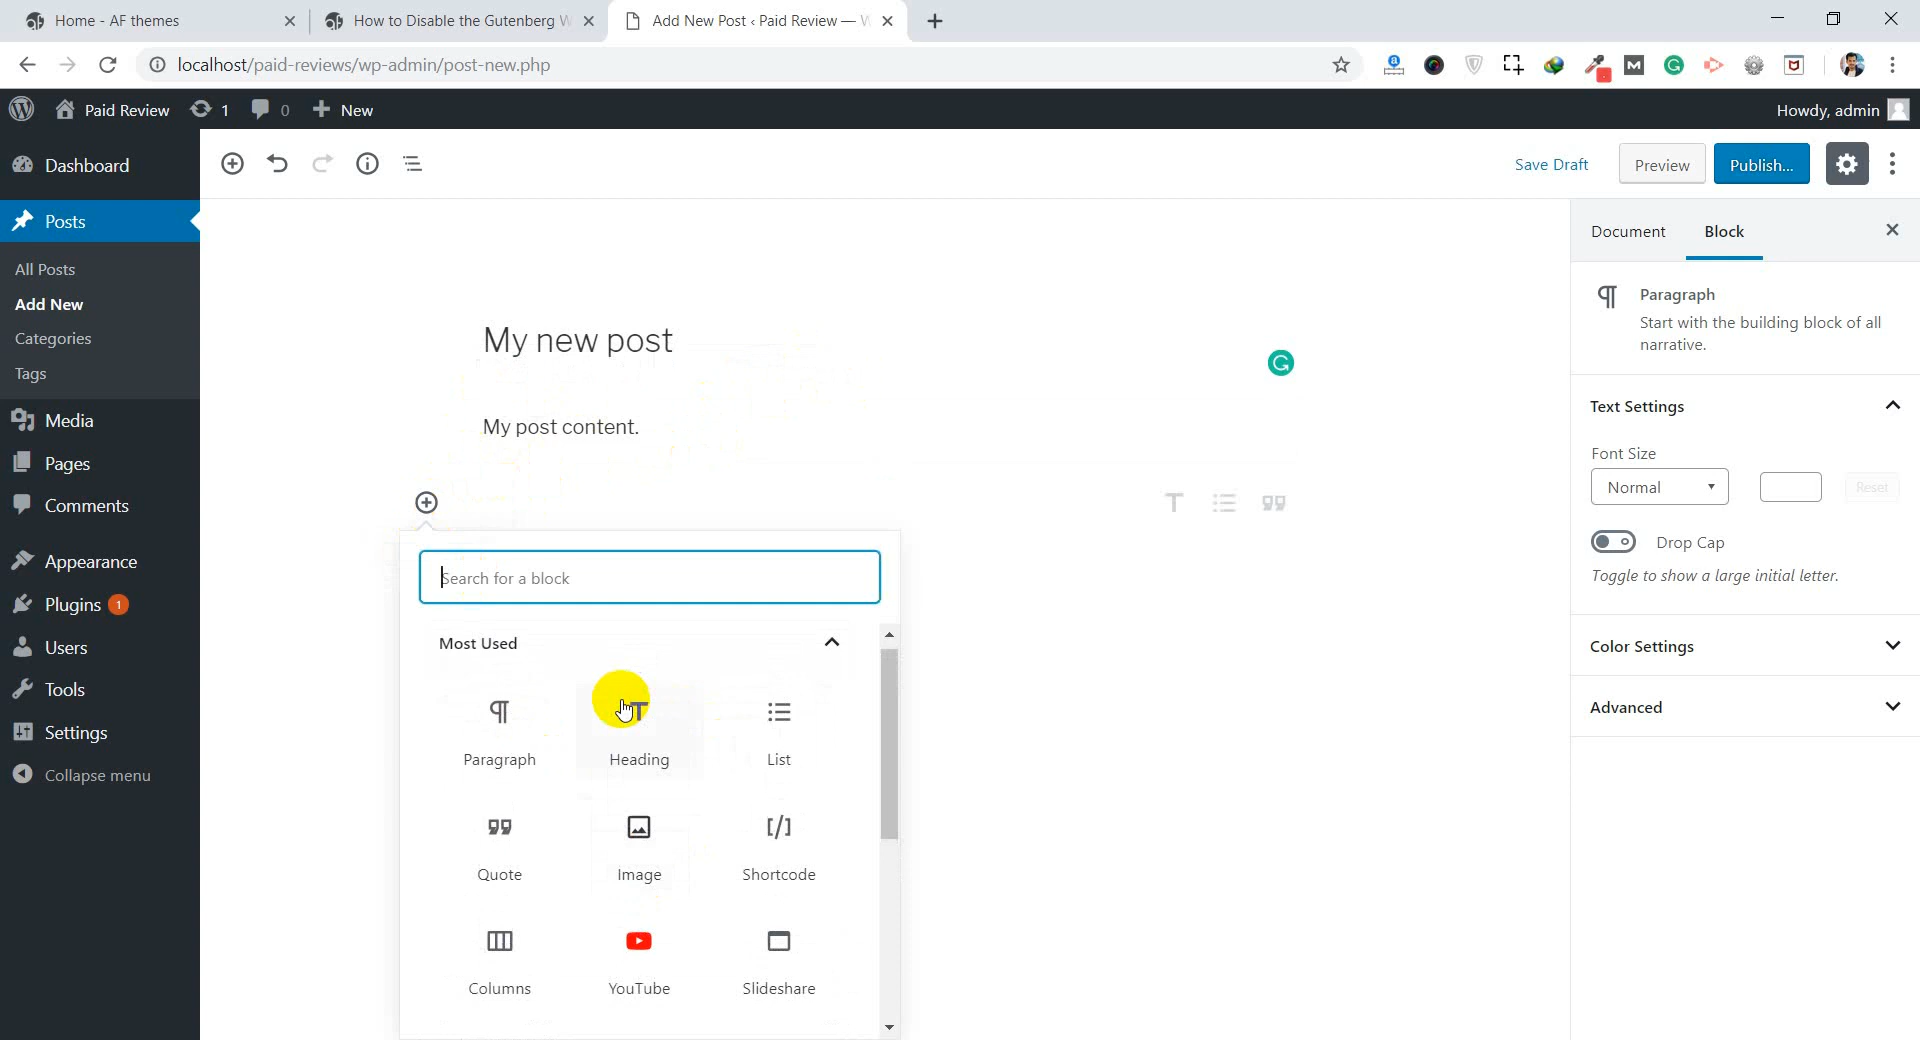 Home - AF themes
How to Disable the Gutenberg
Add New Post ‹ Paid Review —
localhost/paid-reviews/wp-admin/post-new.php
Paid Review
1
0
New
Howdy, admin
Dashboard
Save Draft
Preview
Publish...
Posts
All Posts
Add New
Categories
Tags
Media
Pages
Comments
Appearance
Plugins 1
Users
Tools
Settings
Collapse menu
My new post
My post content.
Search for a block
Most Used
Paragraph
Heading
List
Quote
Image
Shortcode
Columns
YouTube
Slideshare
Document
Block
Paragraph
Start with the building block of all
narrative.
Text Settings
Font Size
Normal
Reset
Drop Cap
Toggle to show a large initial letter.
Color Settings
Advanced